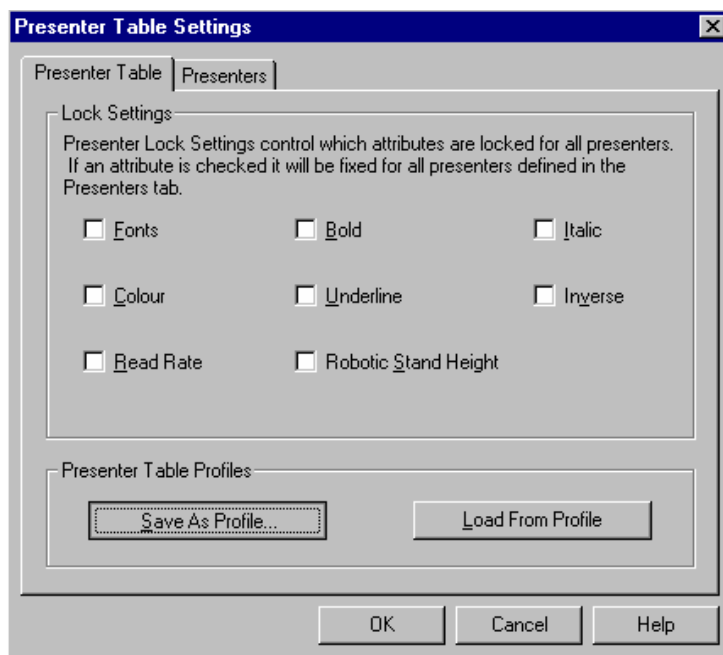 Presenter Table Settings
Presenter Table Presenters
Lock Settings
Presenter Lock Settings control which attributes are locked for all presenters.
If an attribute is checked it will be fixed for all presenters defined in the
Presenters tab.
Fonts Bold Italic
Colour Underline Inverse
Read Rate Robotic Stand Height
Presenter Table Profiles
Save As Profile... Load From Profile
OK Cancel Help